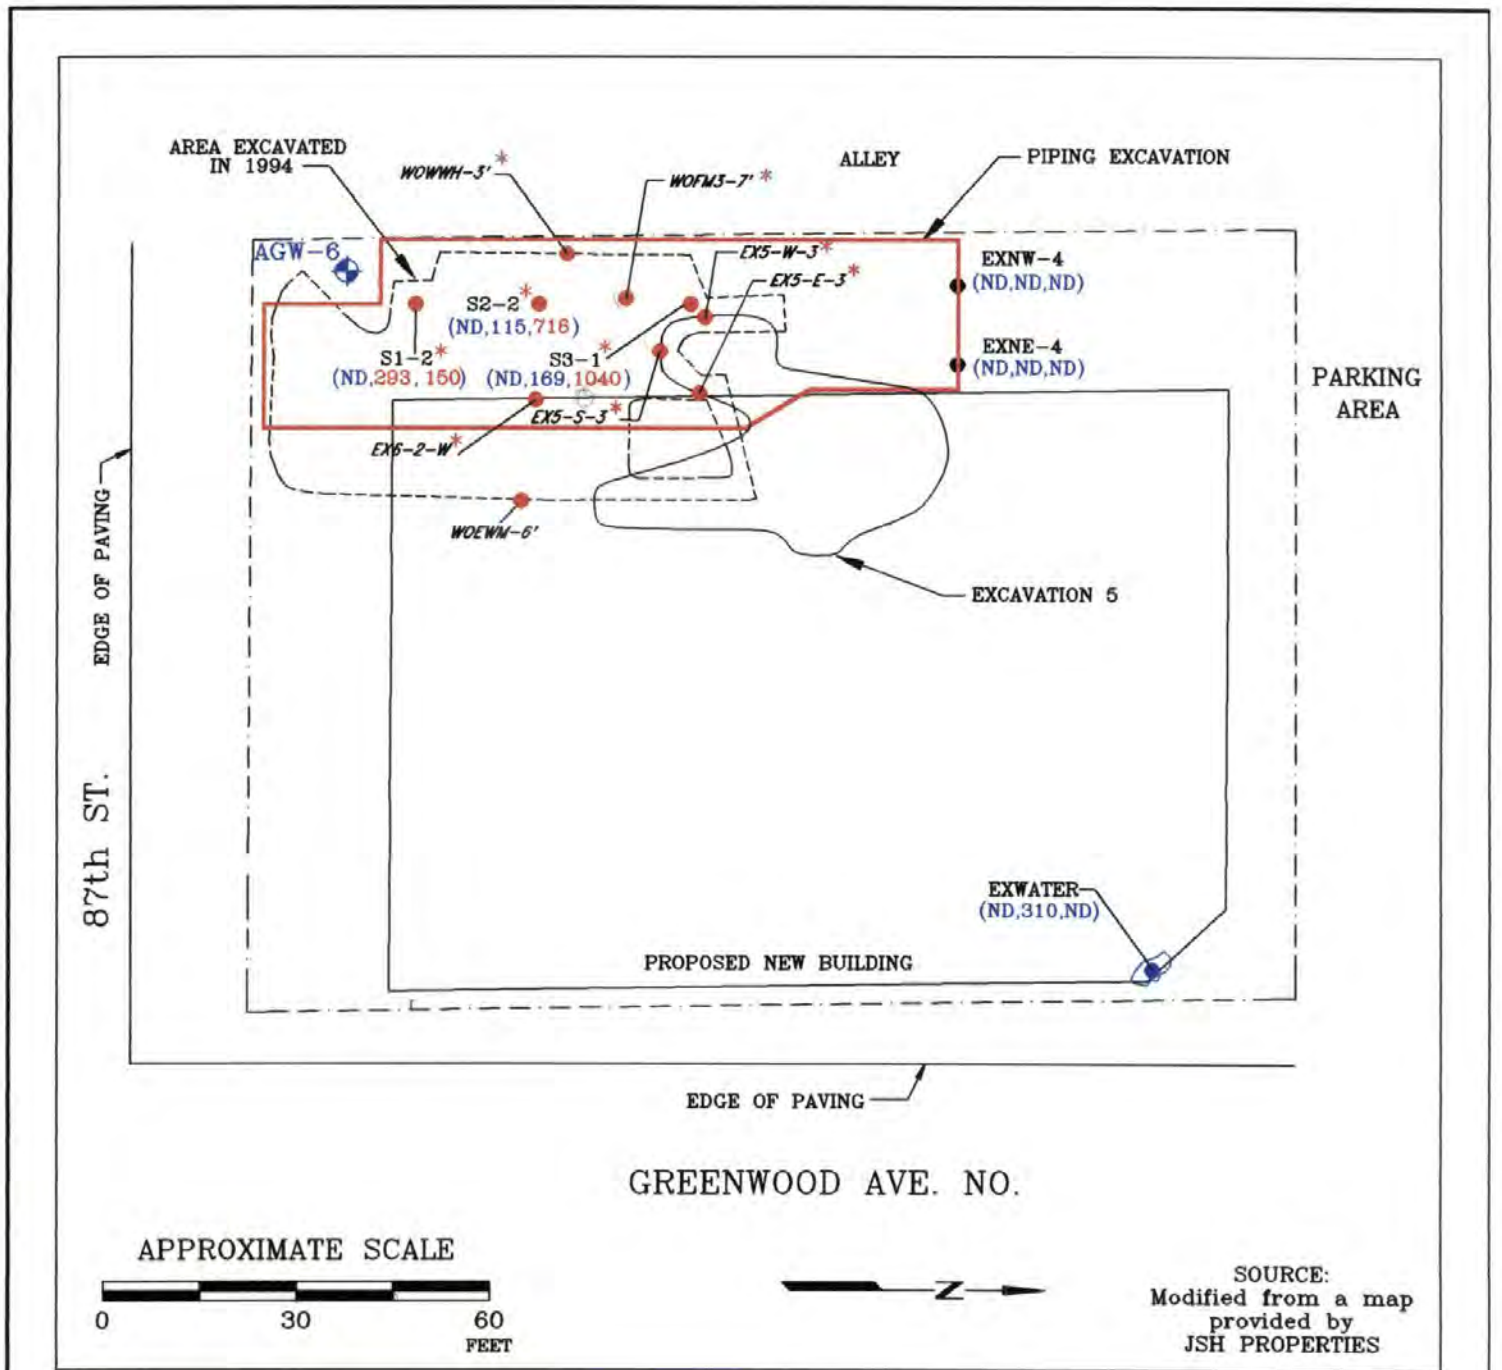 AREA EXCAVATED
IN 1994
WOWWH-3'*
WOFM3-7'*
ALLEY
PIPING EXCAVATION
AGW-6
EX5-W-3*
EX5-E-3*
EXNW-4
(ND,ND,ND)
S2-2*
(ND,115,716)
S1-2*
(ND,293,150)
S3-1*
(ND,169,1040)
EXNE-4
(ND,ND,ND)
PARKING
AREA
EX5-S-3*
EX6-2-W*
WOEWM-6'
EDGE OF PAVING
EXCAVATION 5
87th ST.
EXWATER
(ND,310,ND)
PROPOSED NEW BUILDING
EDGE OF PAVING
GREENWOOD AVE. NO.
APPROXIMATE SCALE
0 30 60
FEET
N
SOURCE:
Modified from a map
provided by
JSH PROPERTIES